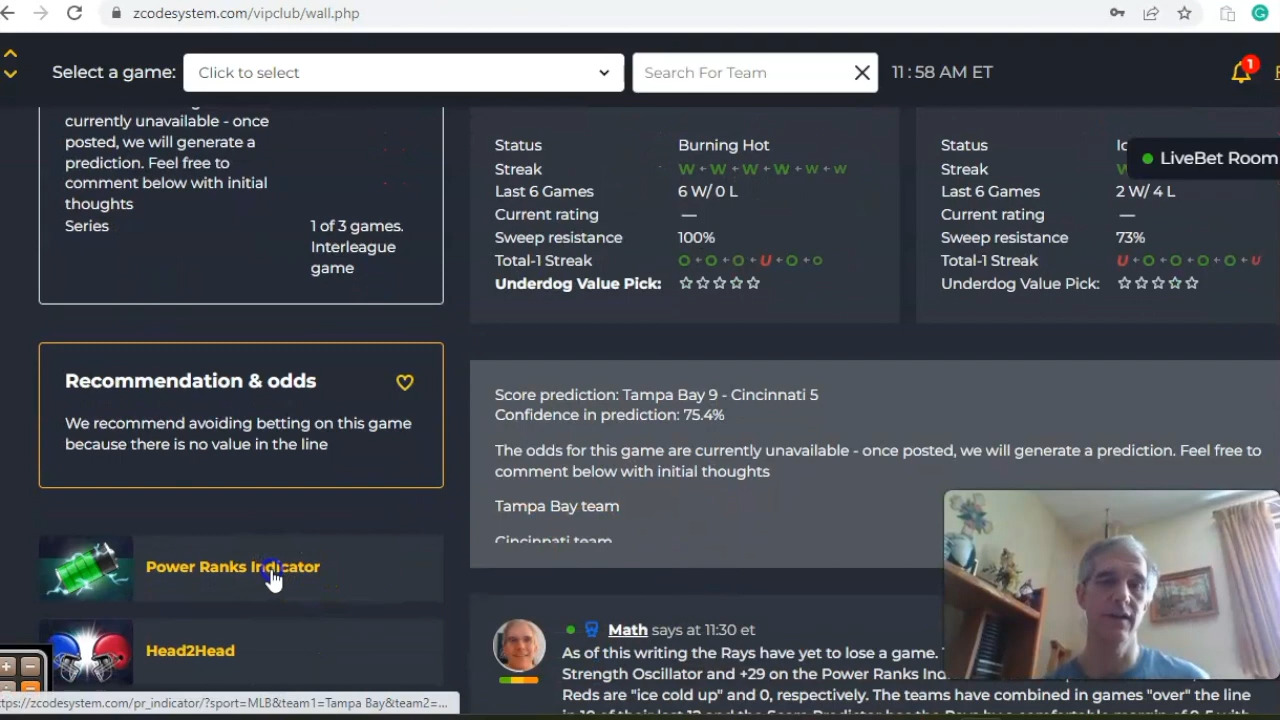 zcodesystem.com/vipclub/wall.php
Select a game:
Click to select
Search For Team
11 : 58 AM ET
1
currently unavailable - once
posted, we will generate a
prediction. Feel free to
comment below with initial
thoughts
Series
1 of 3 games.
Interleague
game
Status
Burning Hot
Streak
W W W W W W
Last 6 Games
6 W/ 0 L
Current rating
—
Sweep resistance
100%
Total-1 Streak
O O O U O O
Underdog Value Pick:
Status
LiveBet Room
Streak
Last 6 Games
2 W/ 4 L
Current rating
—
Sweep resistance
73%
Total-1 Streak
U O O O O U
Underdog Value Pick:
Recommendation & odds
We recommend avoiding betting on this game
because there is no value in the line
Score prediction: Tampa Bay 9 - Cincinnati 5
Confidence in prediction: 75.4%
The odds for this game are currently unavailable - once posted, we will generate a prediction. Feel free to
comment below with initial thoughts
Tampa Bay team
Cincinnati team
Power Ranks Indicator
Head2Head
Math says at 11:30 et
As of this writing the Rays have yet to lose a game.
Strength Oscillator and +29 on the Power Ranks
Reds are "ice cold up" and 0, respectively. The teams have combined in games "over" the line
ttps://zcodesystem.com/pr_indicator/?sport=MLB&team1=Tampa Bay&team2=...